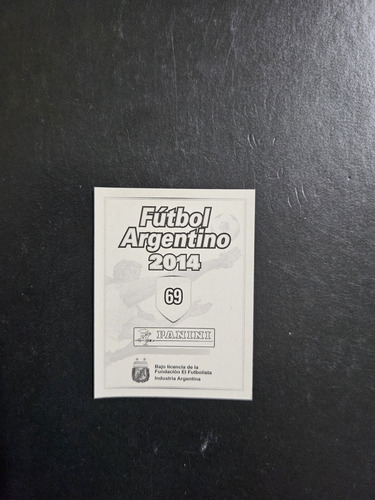 Fútbol
Argentino
2014
69
PANINI
Bajo licencia de la
Fundación El Futbolista
Industria Argentina